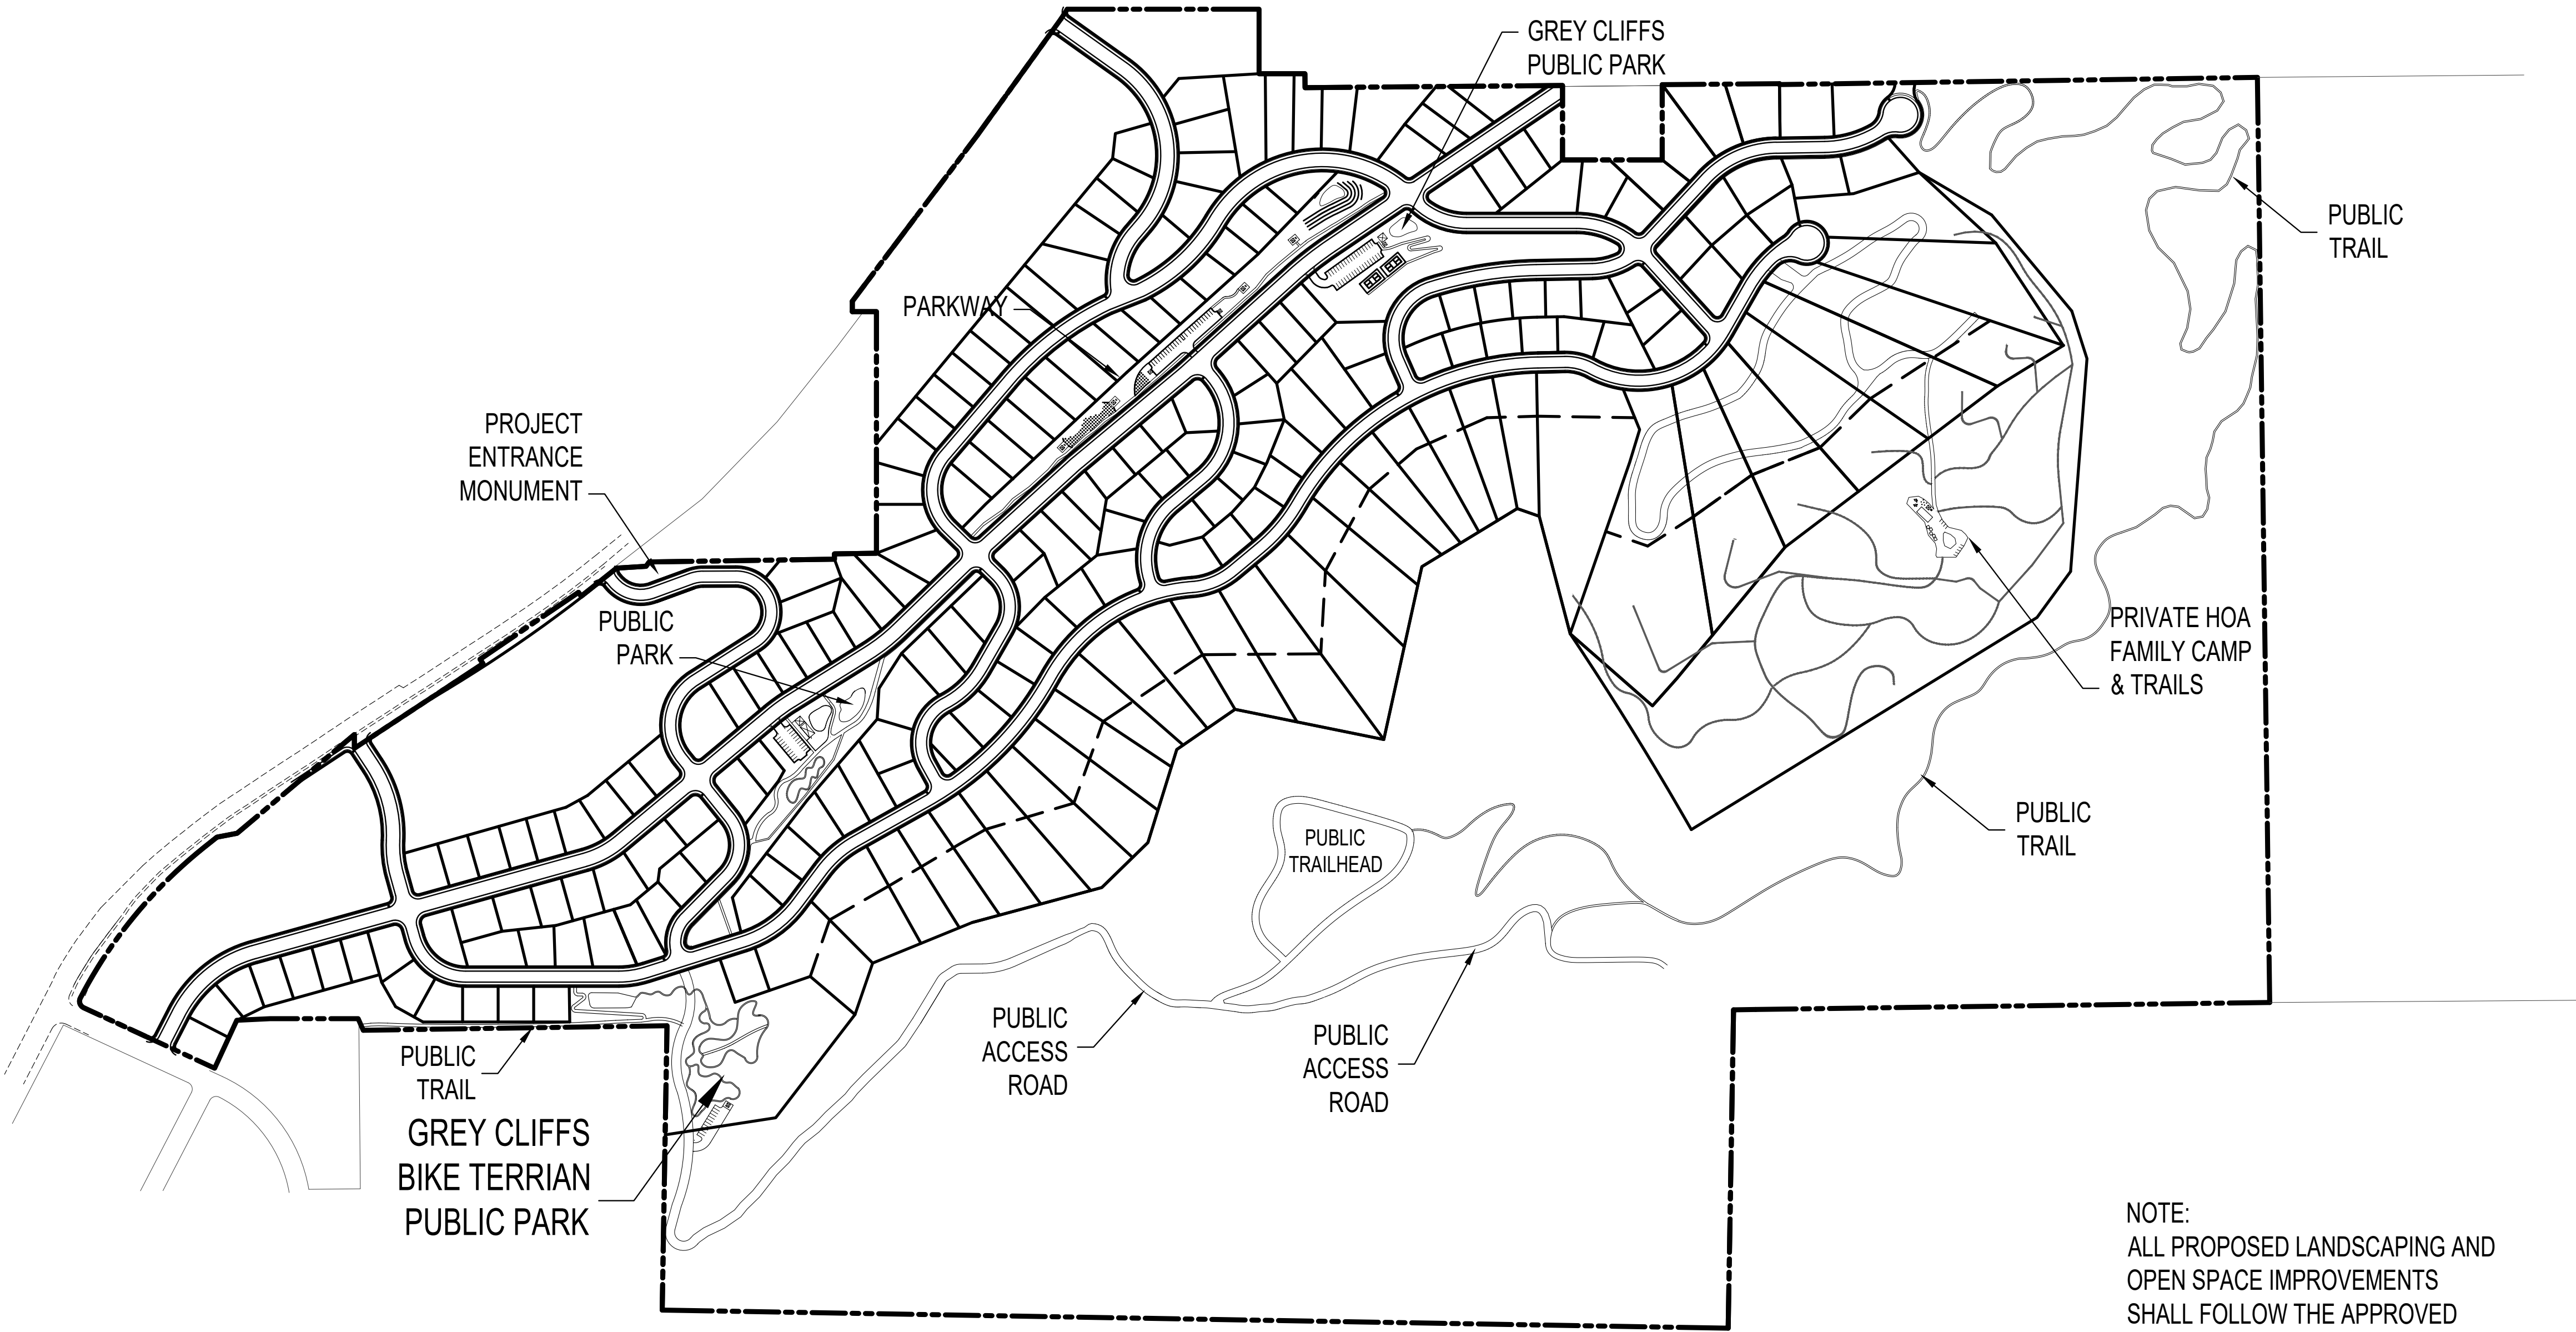 GREY CLIFFS
PUBLIC PARK
PUBLIC
TRAIL
PARKWAY
PROJECT
ENTRANCE
MONUMENT
PUBLIC
PARK
PRIVATE HOA
FAMILY CAMP
& TRAILS
PUBLIC
TRAIL
PUBLIC
TRAILHEAD
PUBLIC
ACCESS
ROAD
PUBLIC
ACCESS
ROAD
PUBLIC
TRAIL
GREY CLIFFS
BIKE TERRIAN
PUBLIC PARK
NOTE:
ALL PROPOSED LANDSCAPING AND
OPEN SPACE IMPROVEMENTS
SHALL FOLLOW THE APPROVED